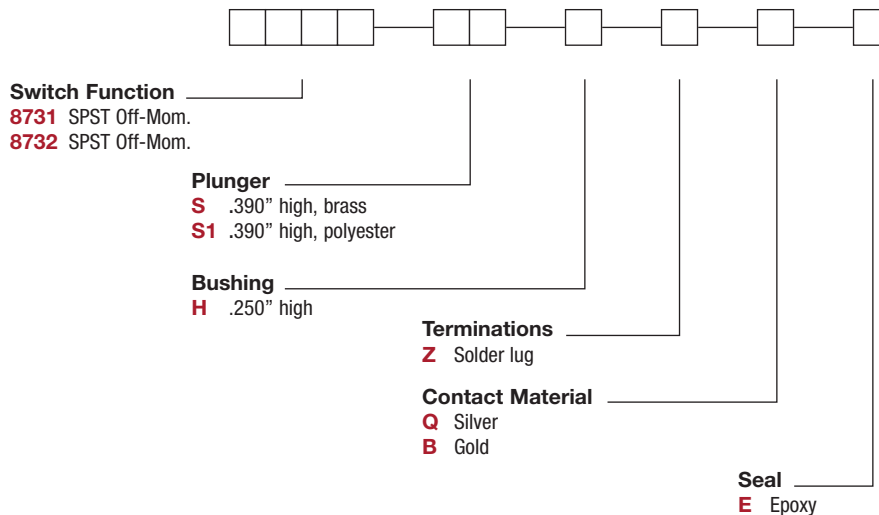 Switch Function
8731 SPST Off-Mom.
8732 SPST Off-Mom.
Plunger
S .390” high, brass
S1 .390” high, polyester
Bushing
H .250” high
Terminations
Z Solder lug
Contact Material
Q Silver
B Gold
Seal
E Epoxy